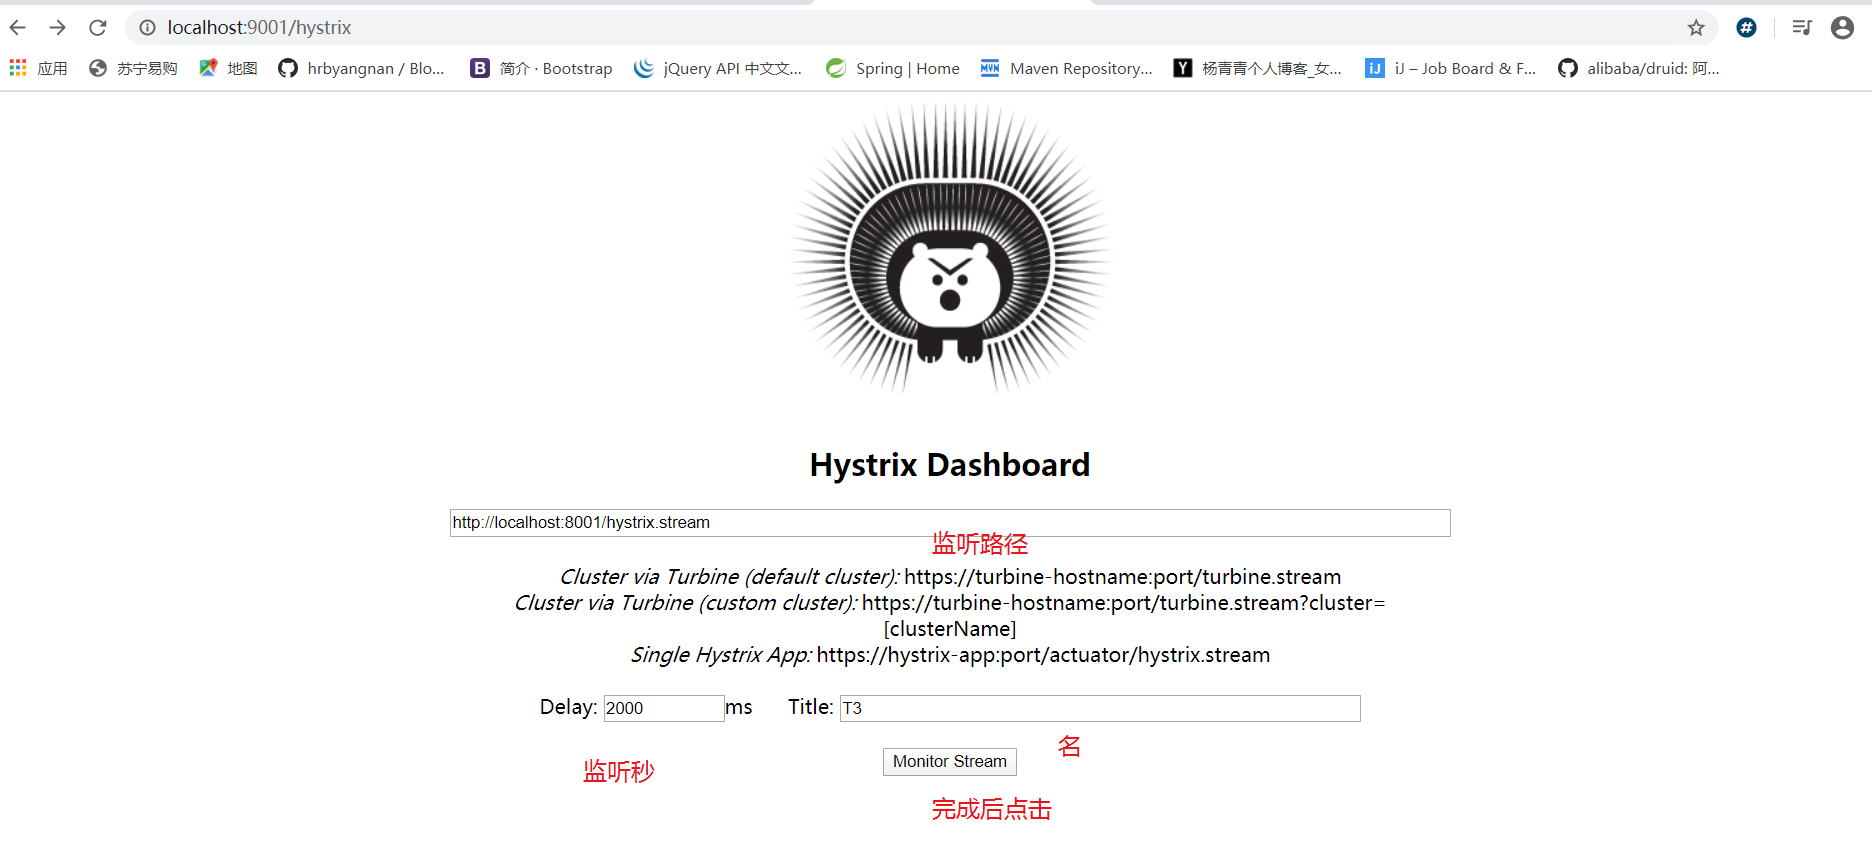 localhost:9001/hystrix
应用 苏宁易购 地图 hrbyangnan / Blo... 简介 · Bootstrap jQuery API 中文文... Spring | Home Maven Repository... 杨青青个人博客_女... iJ – Job Board & F... alibaba/druid: 阿...
Hystrix Dashboard
http://localhost:8001/hystrix.stream
监听路径
Cluster via Turbine (default cluster): https://turbine-hostname:port/turbine.stream
Cluster via Turbine (custom cluster): https://turbine-hostname:port/turbine.stream?cluster=
[clusterName]
Single Hystrix App: https://hystrix-app:port/actuator/hystrix.stream
Delay: 2000 ms Title: T3
名
Monitor Stream
监听秒
完成后点击